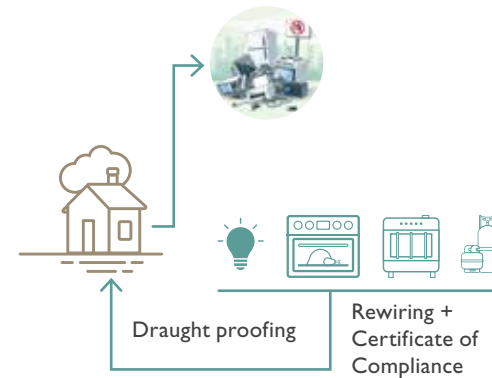 Draught proofing
Rewiring +
Certificate of
Compliance